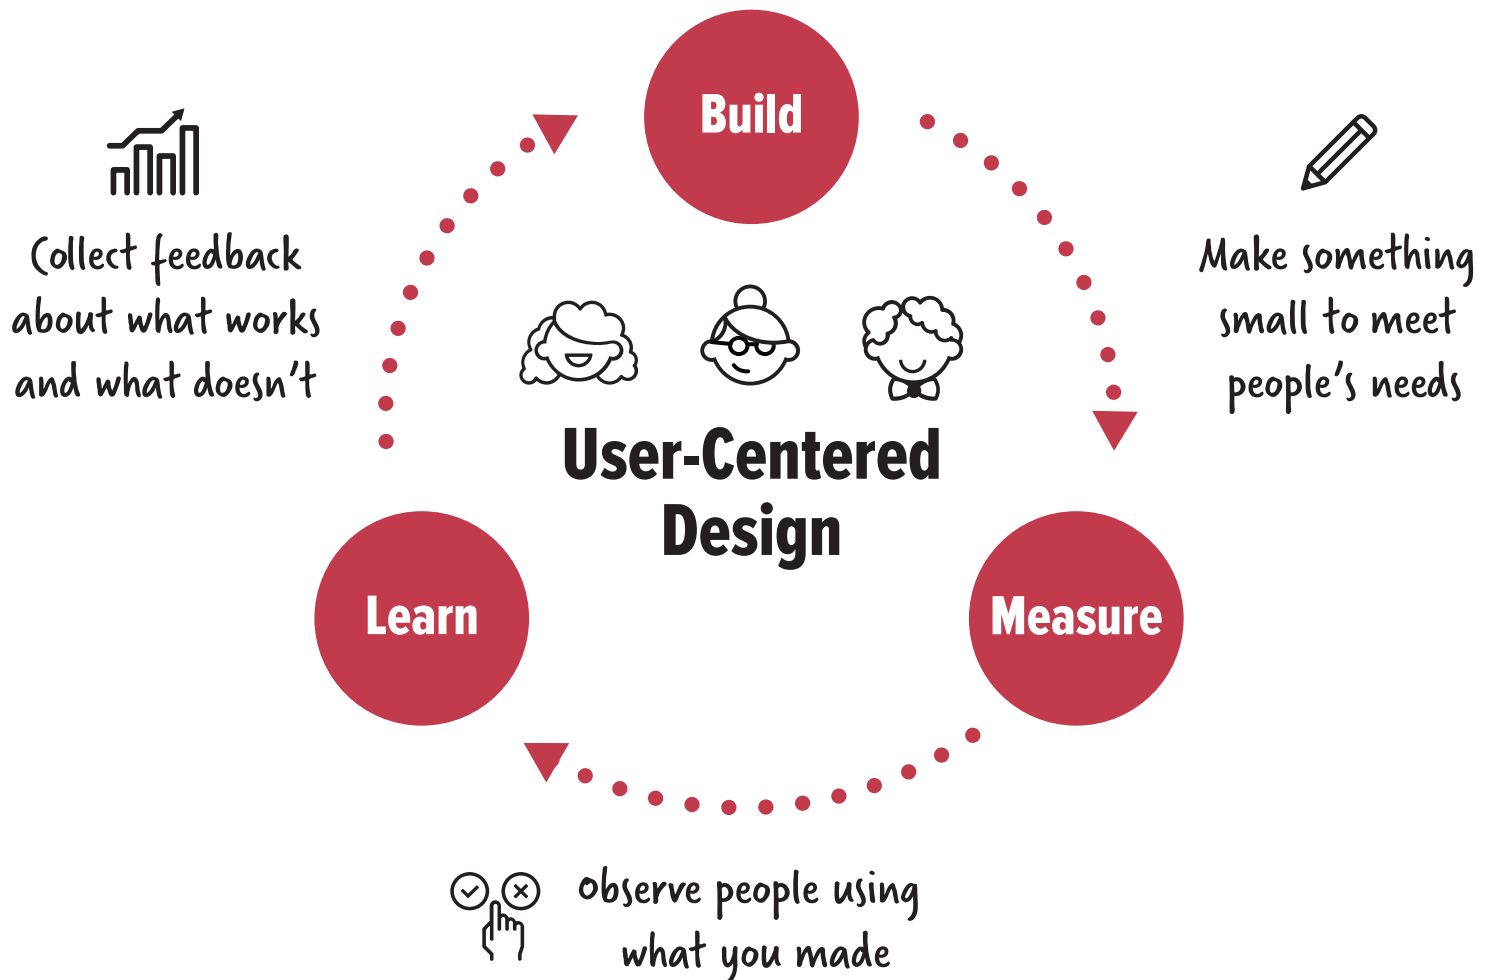 Build
Collect feedback
about what works
and what doesn't
Make something
small to meet
people's needs
User-Centered
Design
Learn
Measure
Observe people using
what you made